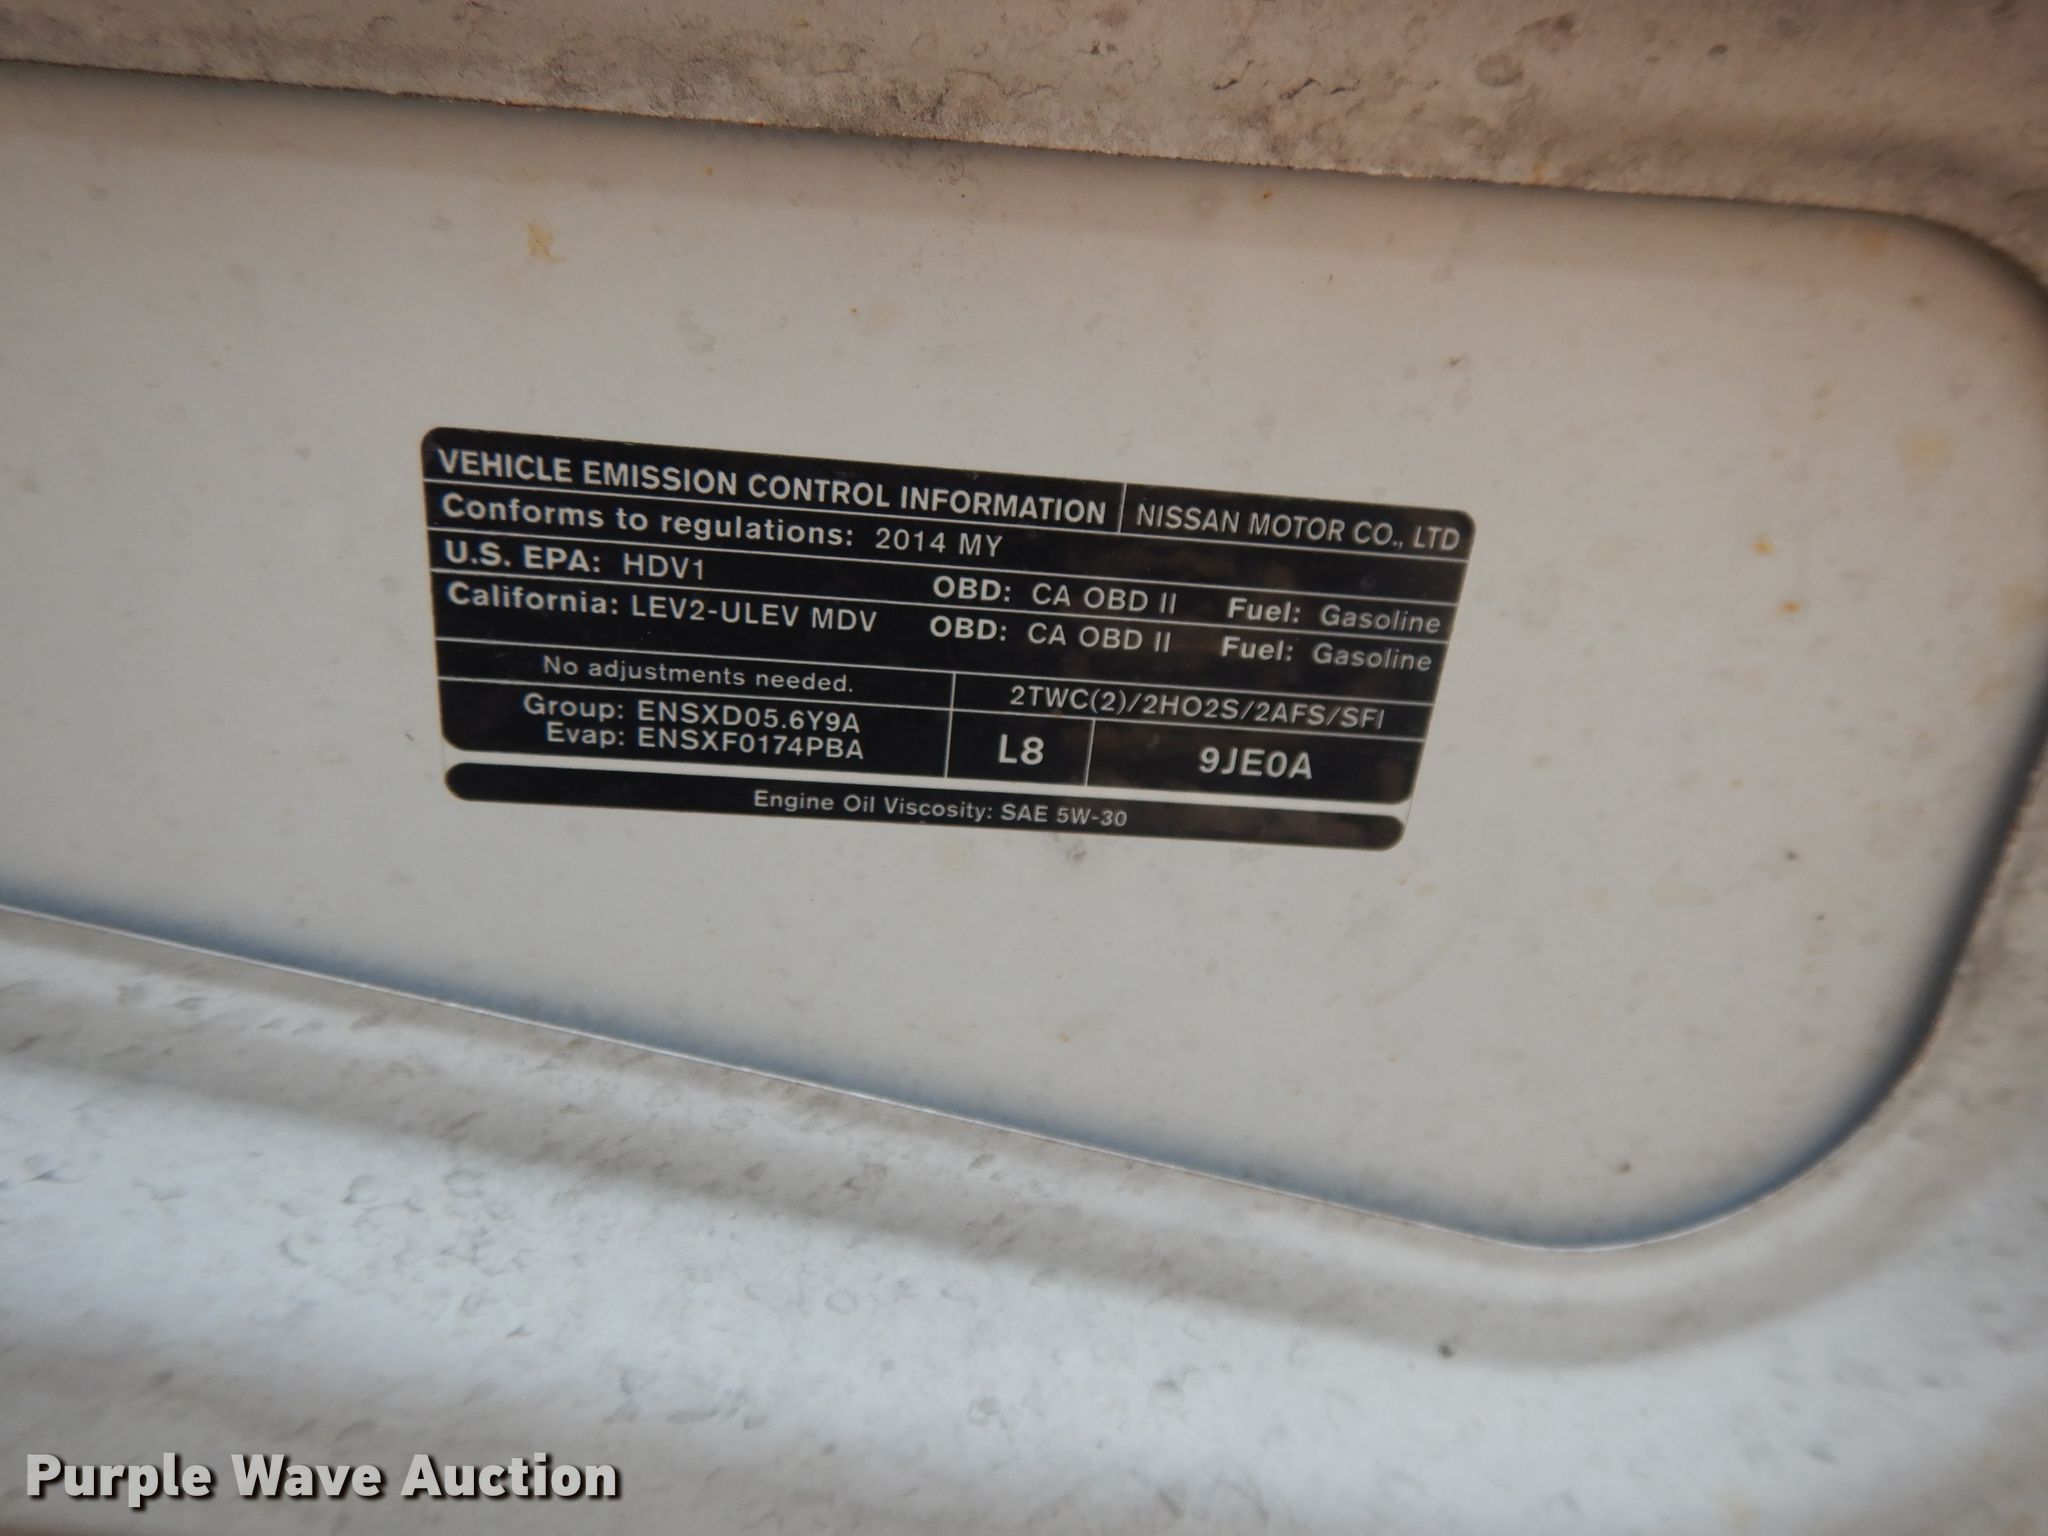 VEHICLE EMISSION CONTROL INFORMATION NISSAN MOTOR CO., LTD
Conforms to regulations: 2014 MY
U.S. EPA: HDV1 OBD: CA OBD II Fuel: Gasoline
California: LEV2-ULEV MDV OBD: CA OBD II Fuel: Gasoline
No adjustments needed. 2TWC(2)/2HO2S/2AFS/SFI
Group: ENSXD05.6Y9A
Evap: ENSXF0174PBA
L8 9JE0A
Engine Oil Viscosity: SAE 5W-30
Purple Wave Auction